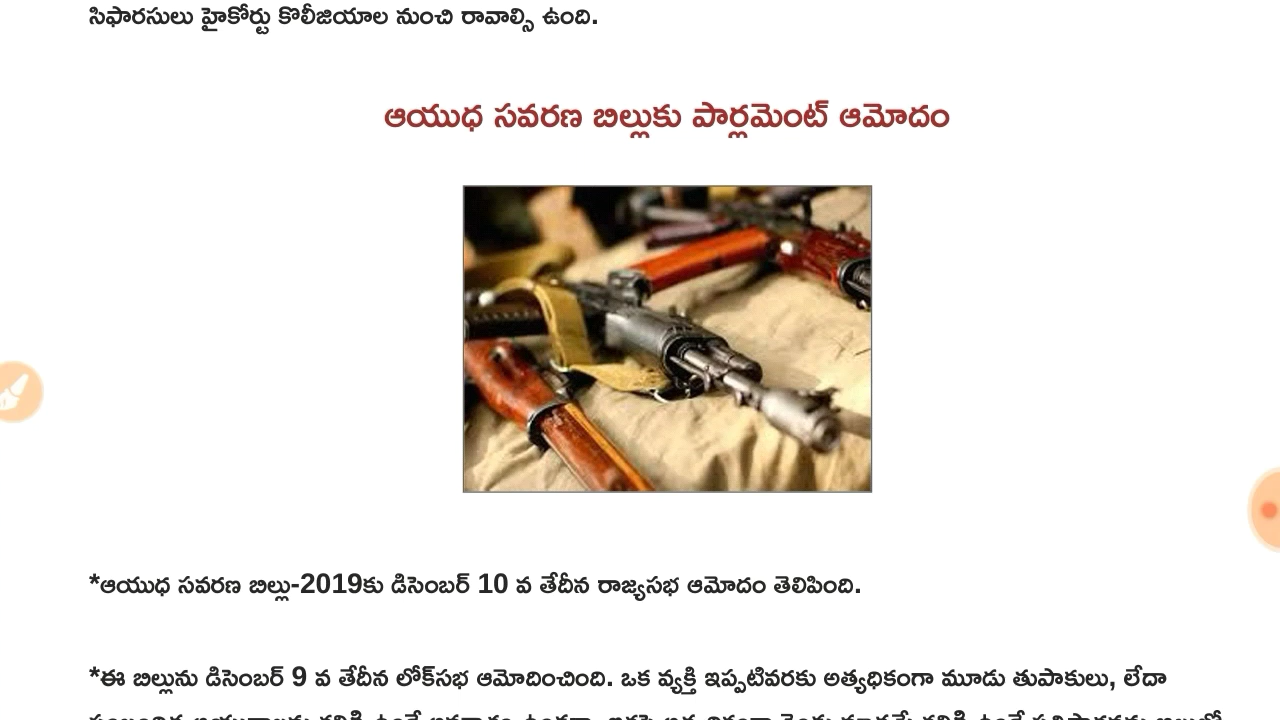 సిఫారసులు హైకోర్టు కొలీజియాల నుంచి రావాల్సి ఉంది.
ఆయుధ సవరణ బిల్లుకు పార్లమెంట్ ఆమోదం
*ఆయుధ సవరణ బిల్లు-2019కు డిసెంబర్ 10 వ తేదీన రాజ్యసభ ఆమోదం తెలిపింది.
*ఈ బిల్లును డిసెంబర్ 9 వ తేదీన లోక్‌సభ ఆమోదించింది. ఒక వ్యక్తి ఇప్పటివరకు అత్యధికంగా మూడు తుపాకులు, లేదా